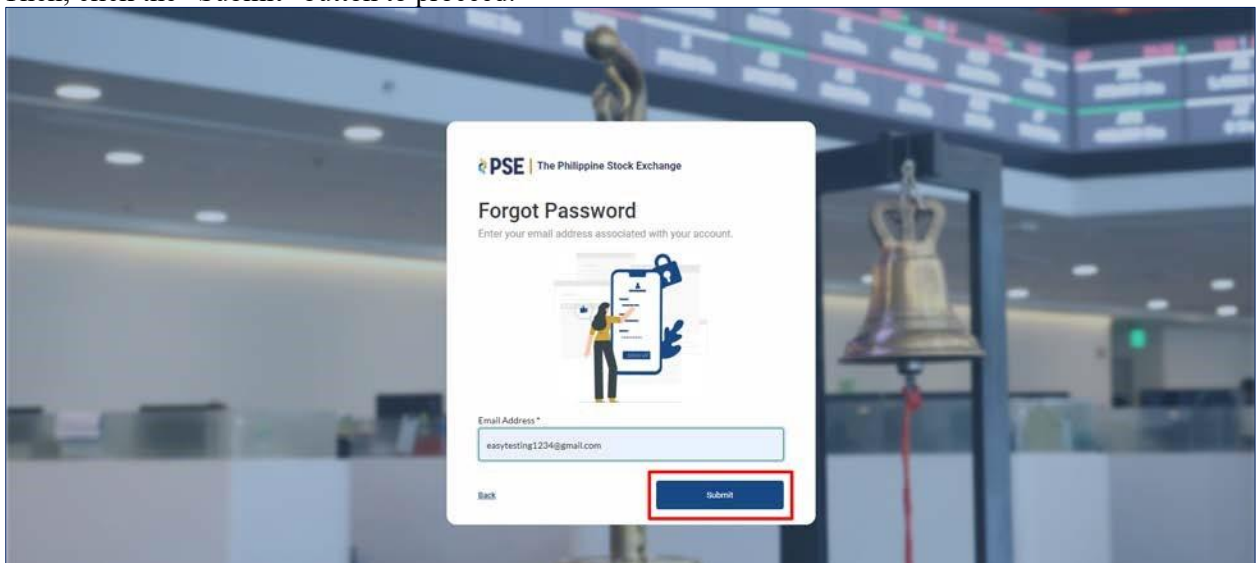 Then, click the "Submit" button to proceed.
PSE | The Philippine Stock Exchange
Forgot Password
Enter your email address associated with your account.
Email Address *
easytesting1234@gmail.com
Back
Submit